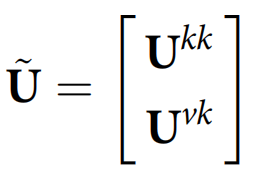 Ũ = [ U^{kk}
U^{νk} ]